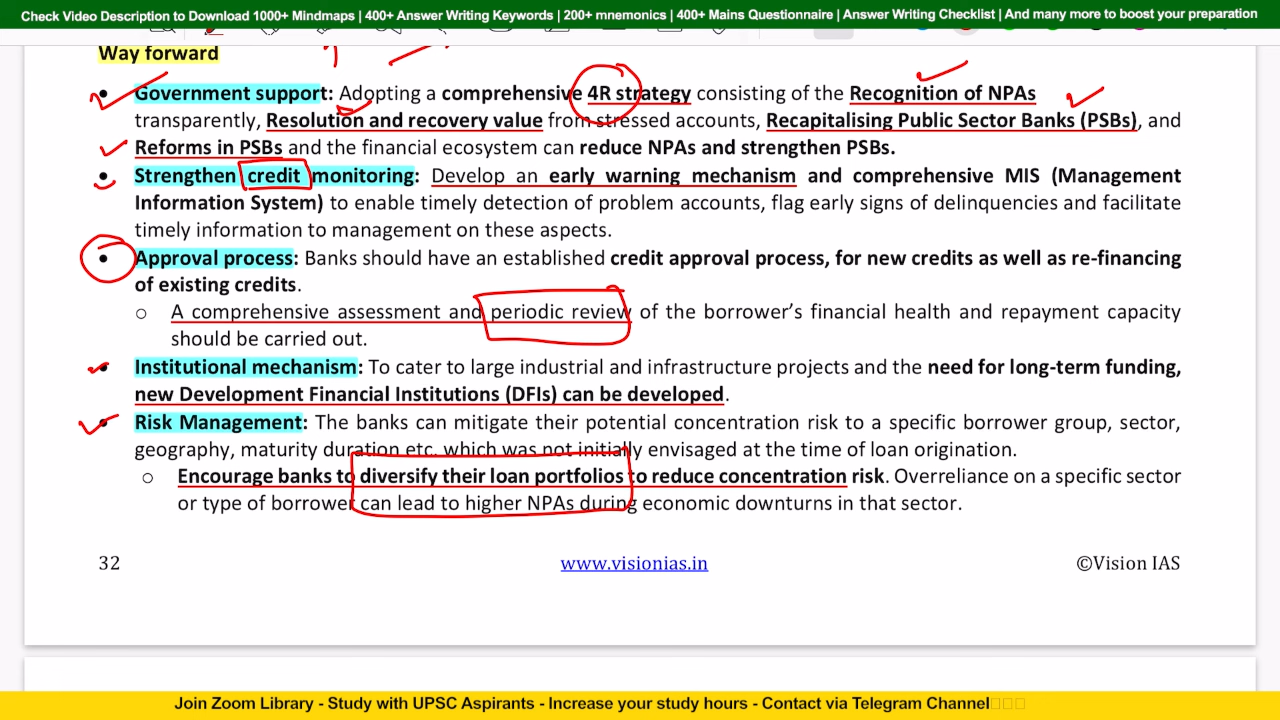 Check Video Description to Download 1000+ Mindmaps | 400+ Answer Writing Keywords | 200+ mnemonics | 400+ Mains Questionnaire | Answer Writing Checklist | And many more to boost your preparation
Way forward
• Government support: Adopting a comprehensive 4R strategy consisting of the Recognition of NPAs
transparently, Resolution and recovery value from stressed accounts, Recapitalising Public Sector Banks (PSBs), and
Reforms in PSBs and the financial ecosystem can reduce NPAs and strengthen PSBs.
• Strengthen credit monitoring: Develop an early warning mechanism and comprehensive MIS (Management
Information System) to enable timely detection of problem accounts, flag early signs of delinquencies and facilitate
timely information to management on these aspects.
• Approval process: Banks should have an established credit approval process, for new credits as well as re-financing
of existing credits.
o A comprehensive assessment and periodic review of the borrower's financial health and repayment capacity
should be carried out.
• Institutional mechanism: To cater to large industrial and infrastructure projects and the need for long-term funding,
new Development Financial Institutions (DFIs) can be developed.
• Risk Management: The banks can mitigate their potential concentration risk to a specific borrower group, sector,
geography, maturity duration etc. which was not initially envisaged at the time of loan origination.
o Encourage banks to diversify their loan portfolios to reduce concentration risk. Overreliance on a specific sector
or type of borrower can lead to higher NPAs during economic downturns in that sector.
32 www.visionias.in ©Vision IAS
Join Zoom Library - Study with UPSC Aspirants - Increase your study hours - Contact via Telegram Channel